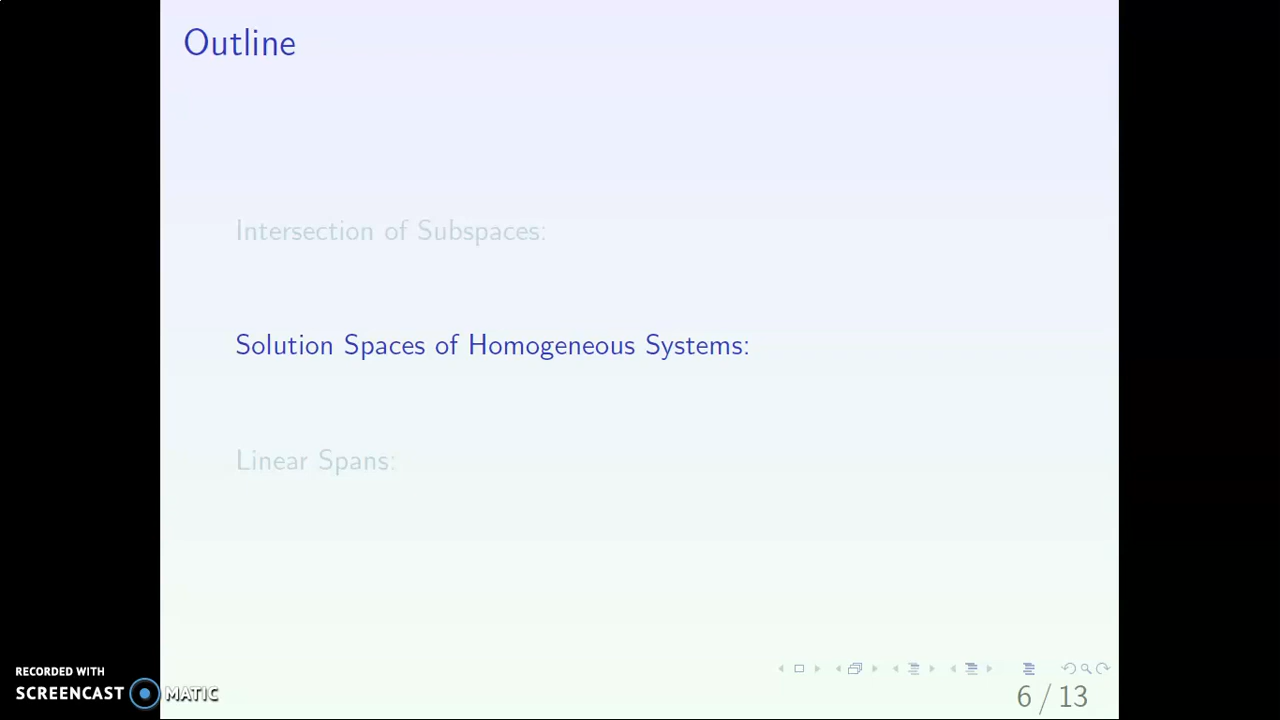 Outline
Intersection of Subspaces:
Solution Spaces of Homogeneous Systems:
Linear Spans:
RECORDED WITH
SCREENCAST MATIC
6 / 13